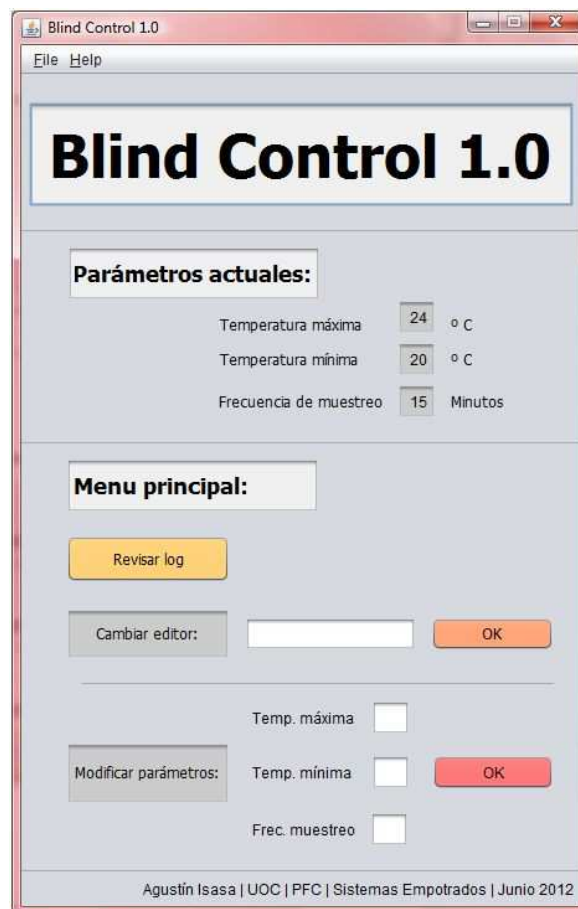 Blind Control 1.0
File Help
Blind Control 1.0
Parámetros actuales:
Temperatura máxima 24 º C
Temperatura mínima 20 º C
Frecuencia de muestreo 15 Minutos
Menu principal:
Revisar log
Cambiar editor: OK
Temp. máxima
Modificar parámetros: Temp. mínima OK
Frec. muestreo
Agustín Isasa | UOC | PFC | Sistemas Empotrados | Junio 2012